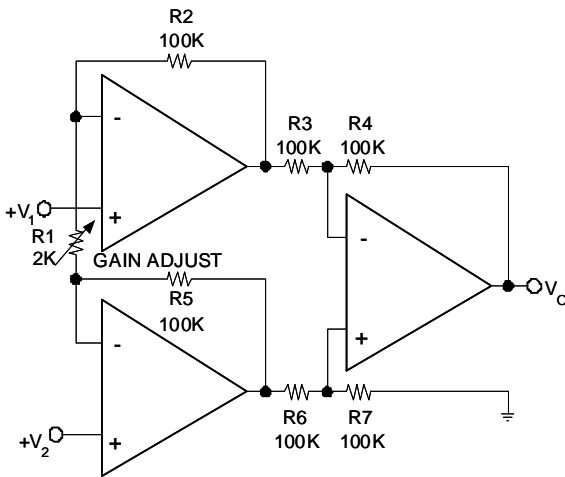 R2
100K
-
R3
100K
R4
100K
+V1
+
R1
2K
GAIN ADJUST
-
R5
100K
VO
-
+
-
R6
100K
R7
100K
+V2
+